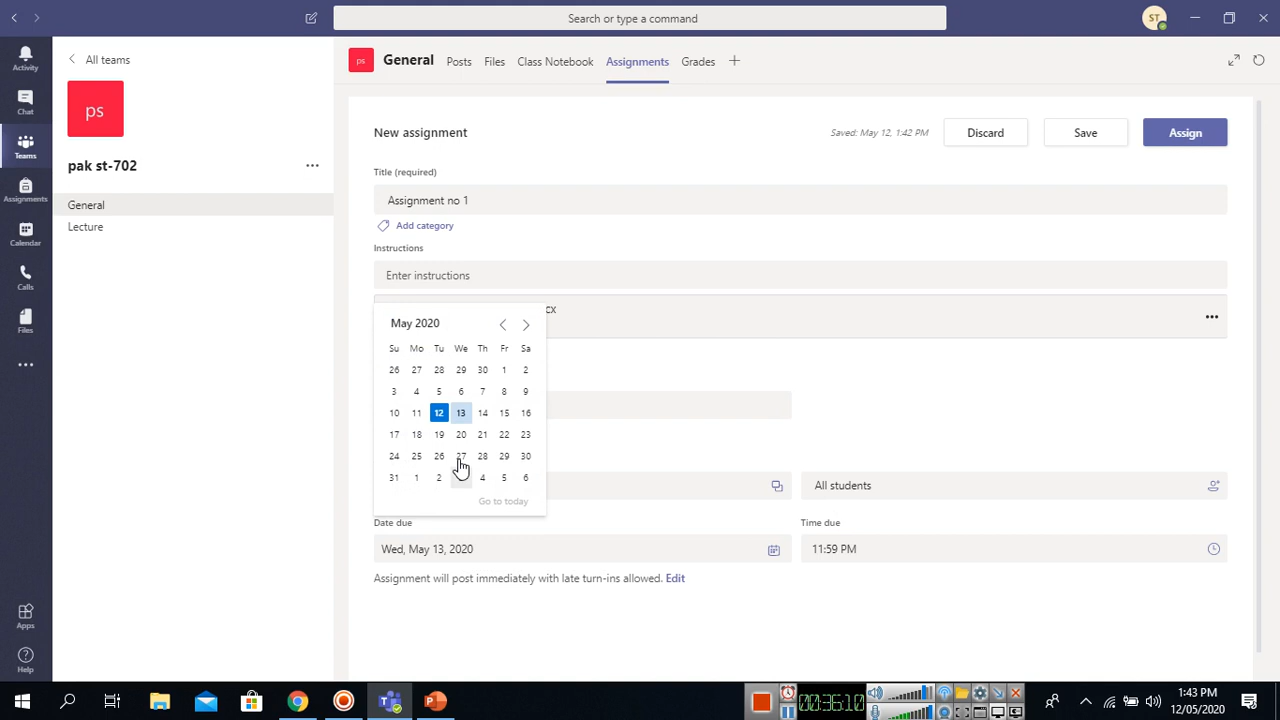 Search or type a command
ST
Activity
Chat
Teams
Assignments
Calendar
Calls
Files
Apps
Help
All teams
ps
pak st-702
General
Lecture
ps
General Posts Files Class Notebook Assignments Grades
New assignment
Saved: May 12, 1:42 PM
Discard
Save
Assign
Title (required)
Assignment no 1
Add category
Instructions
Enter instructions
cx
May 2020
Su Mo Tu We Th Fr Sa
26 27 28 29 30 1 2
3 4 5 6 7 8 9
10 11 12 13 14 15 16
17 18 19 20 21 22 23
24 25 26 27 28 29 30
31 1 2 4 5 6
Go to today
All students
Date due
Time due
Wed, May 13, 2020
11:59 PM
Assignment will post immediately with late turn-ins allowed. Edit
00:36:10
1:43 PM
12/05/2020